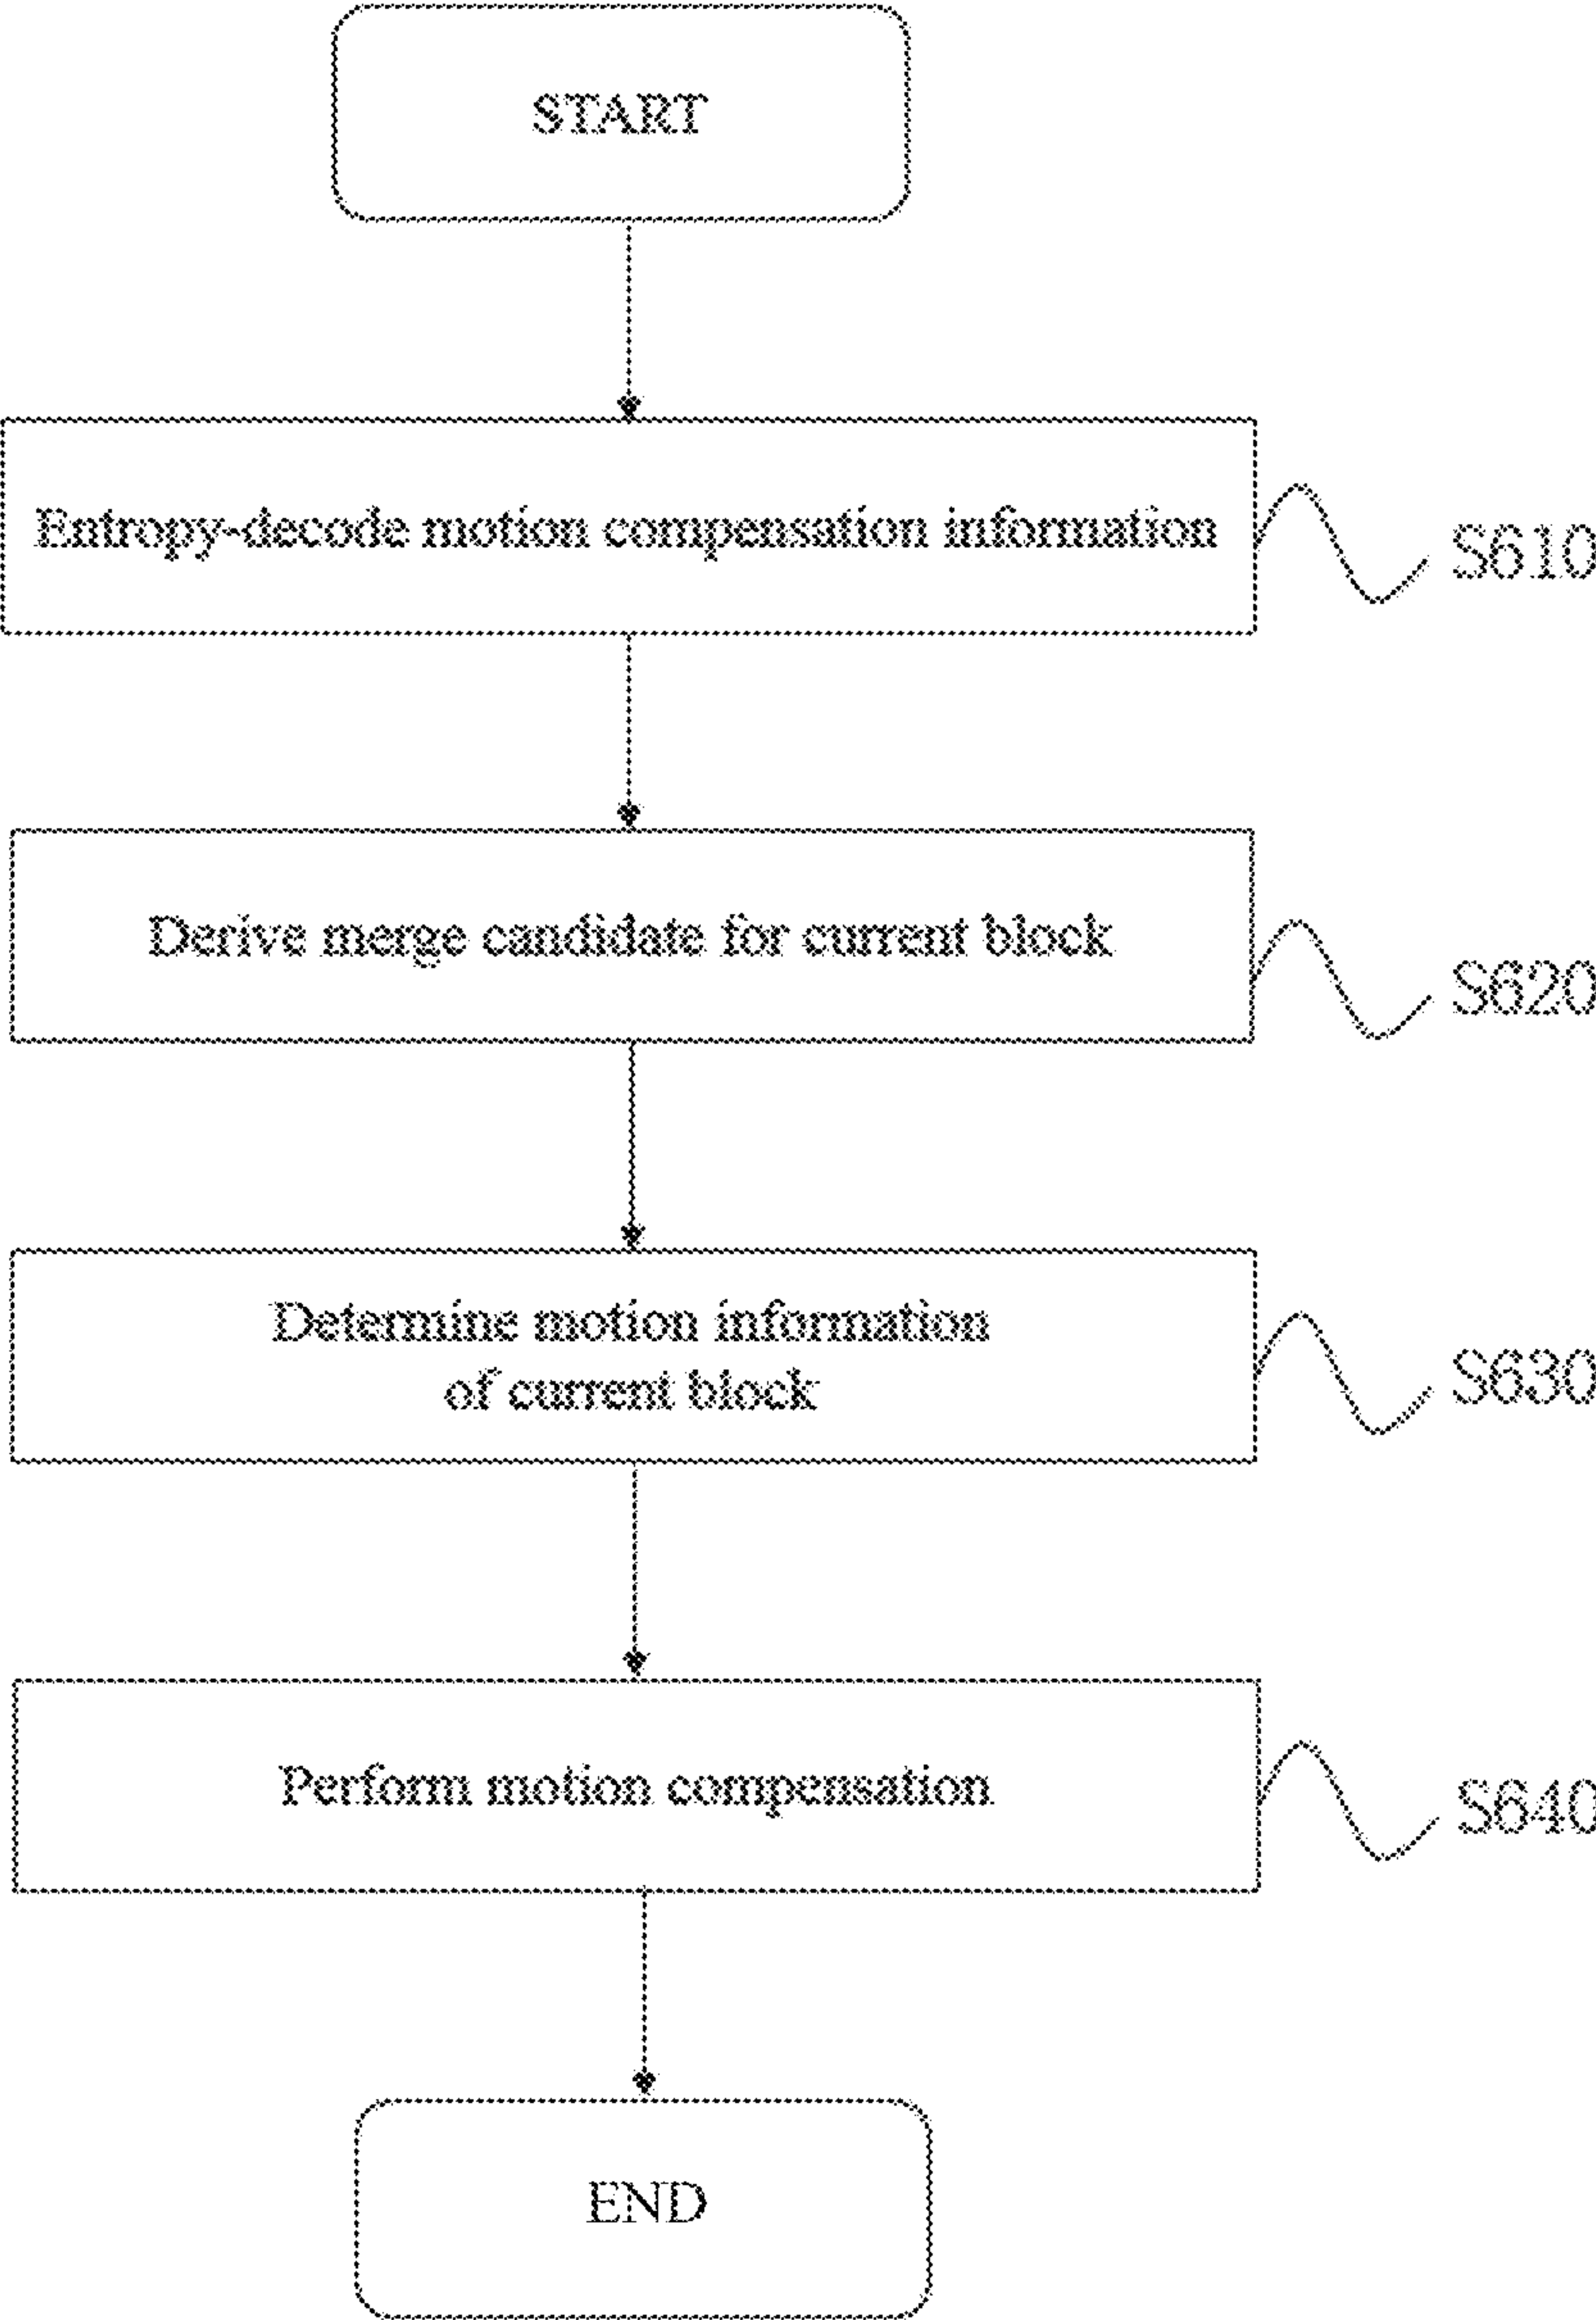 START
Entropy-decode motion compensation information
S610
Derive merge candidate for current block
S620
Determine motion information
of current block
S630
Perform motion compensation
S640
END